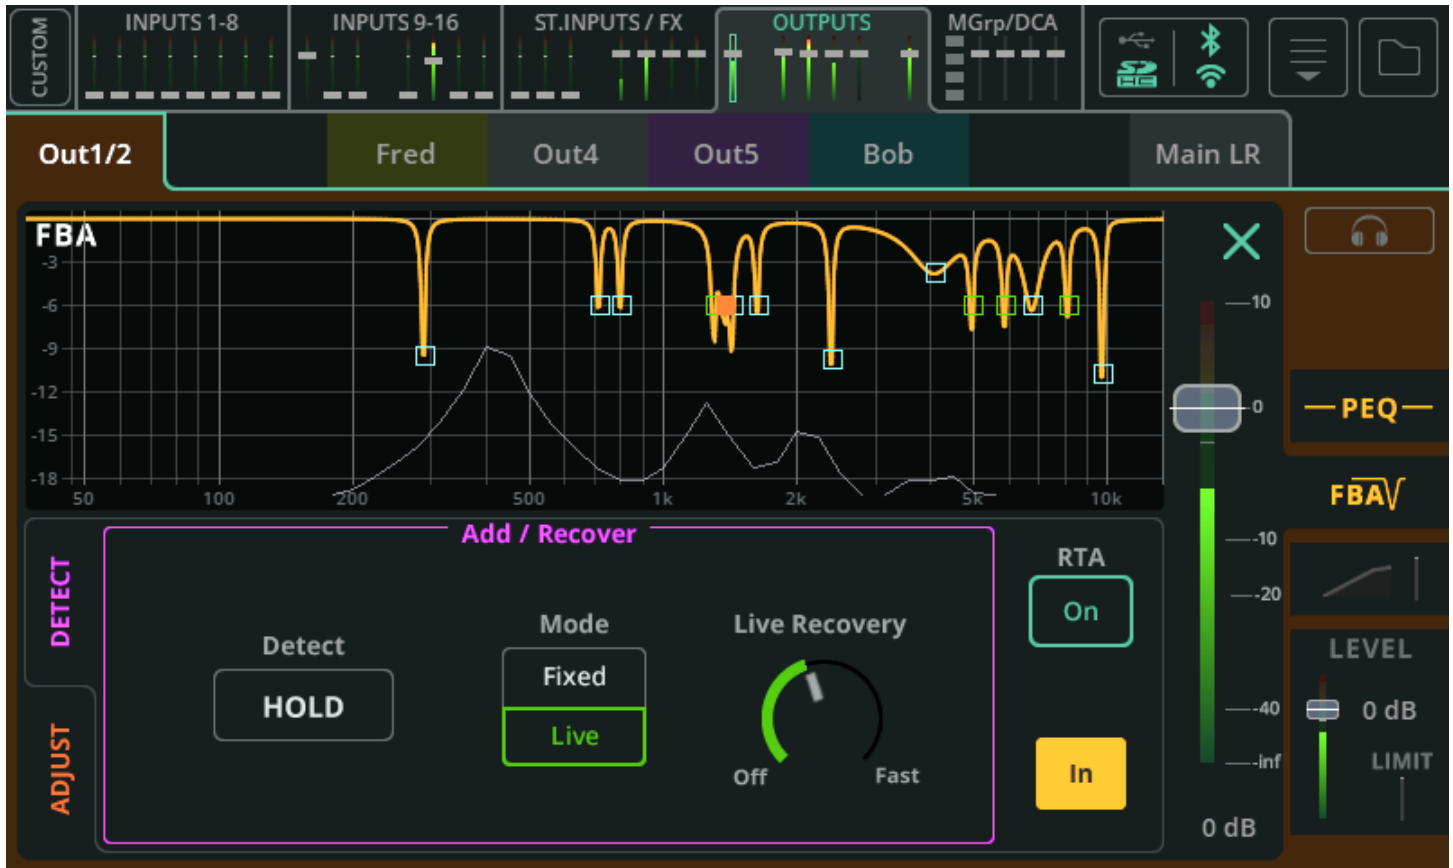 CUSTOM
INPUTS 1-8
INPUTS 9-16
ST.INPUTS / FX
OUTPUTS
MGrp/DCA
SD
HC
Out1/2
Fred
Out4
Out5
Bob
Main LR
FBA
-3
-6
-9
-12
-15
-18
50
100
200
500
1k
2k
5k
10k
10
0
-10
-20
-40
-inf
0 dB
PEQ
FBA
LEVEL
0 dB
LIMIT
DETECT
ADJUST
Add / Recover
Detect
HOLD
Mode
Fixed
Live
Live Recovery
Off
Fast
RTA
On
In